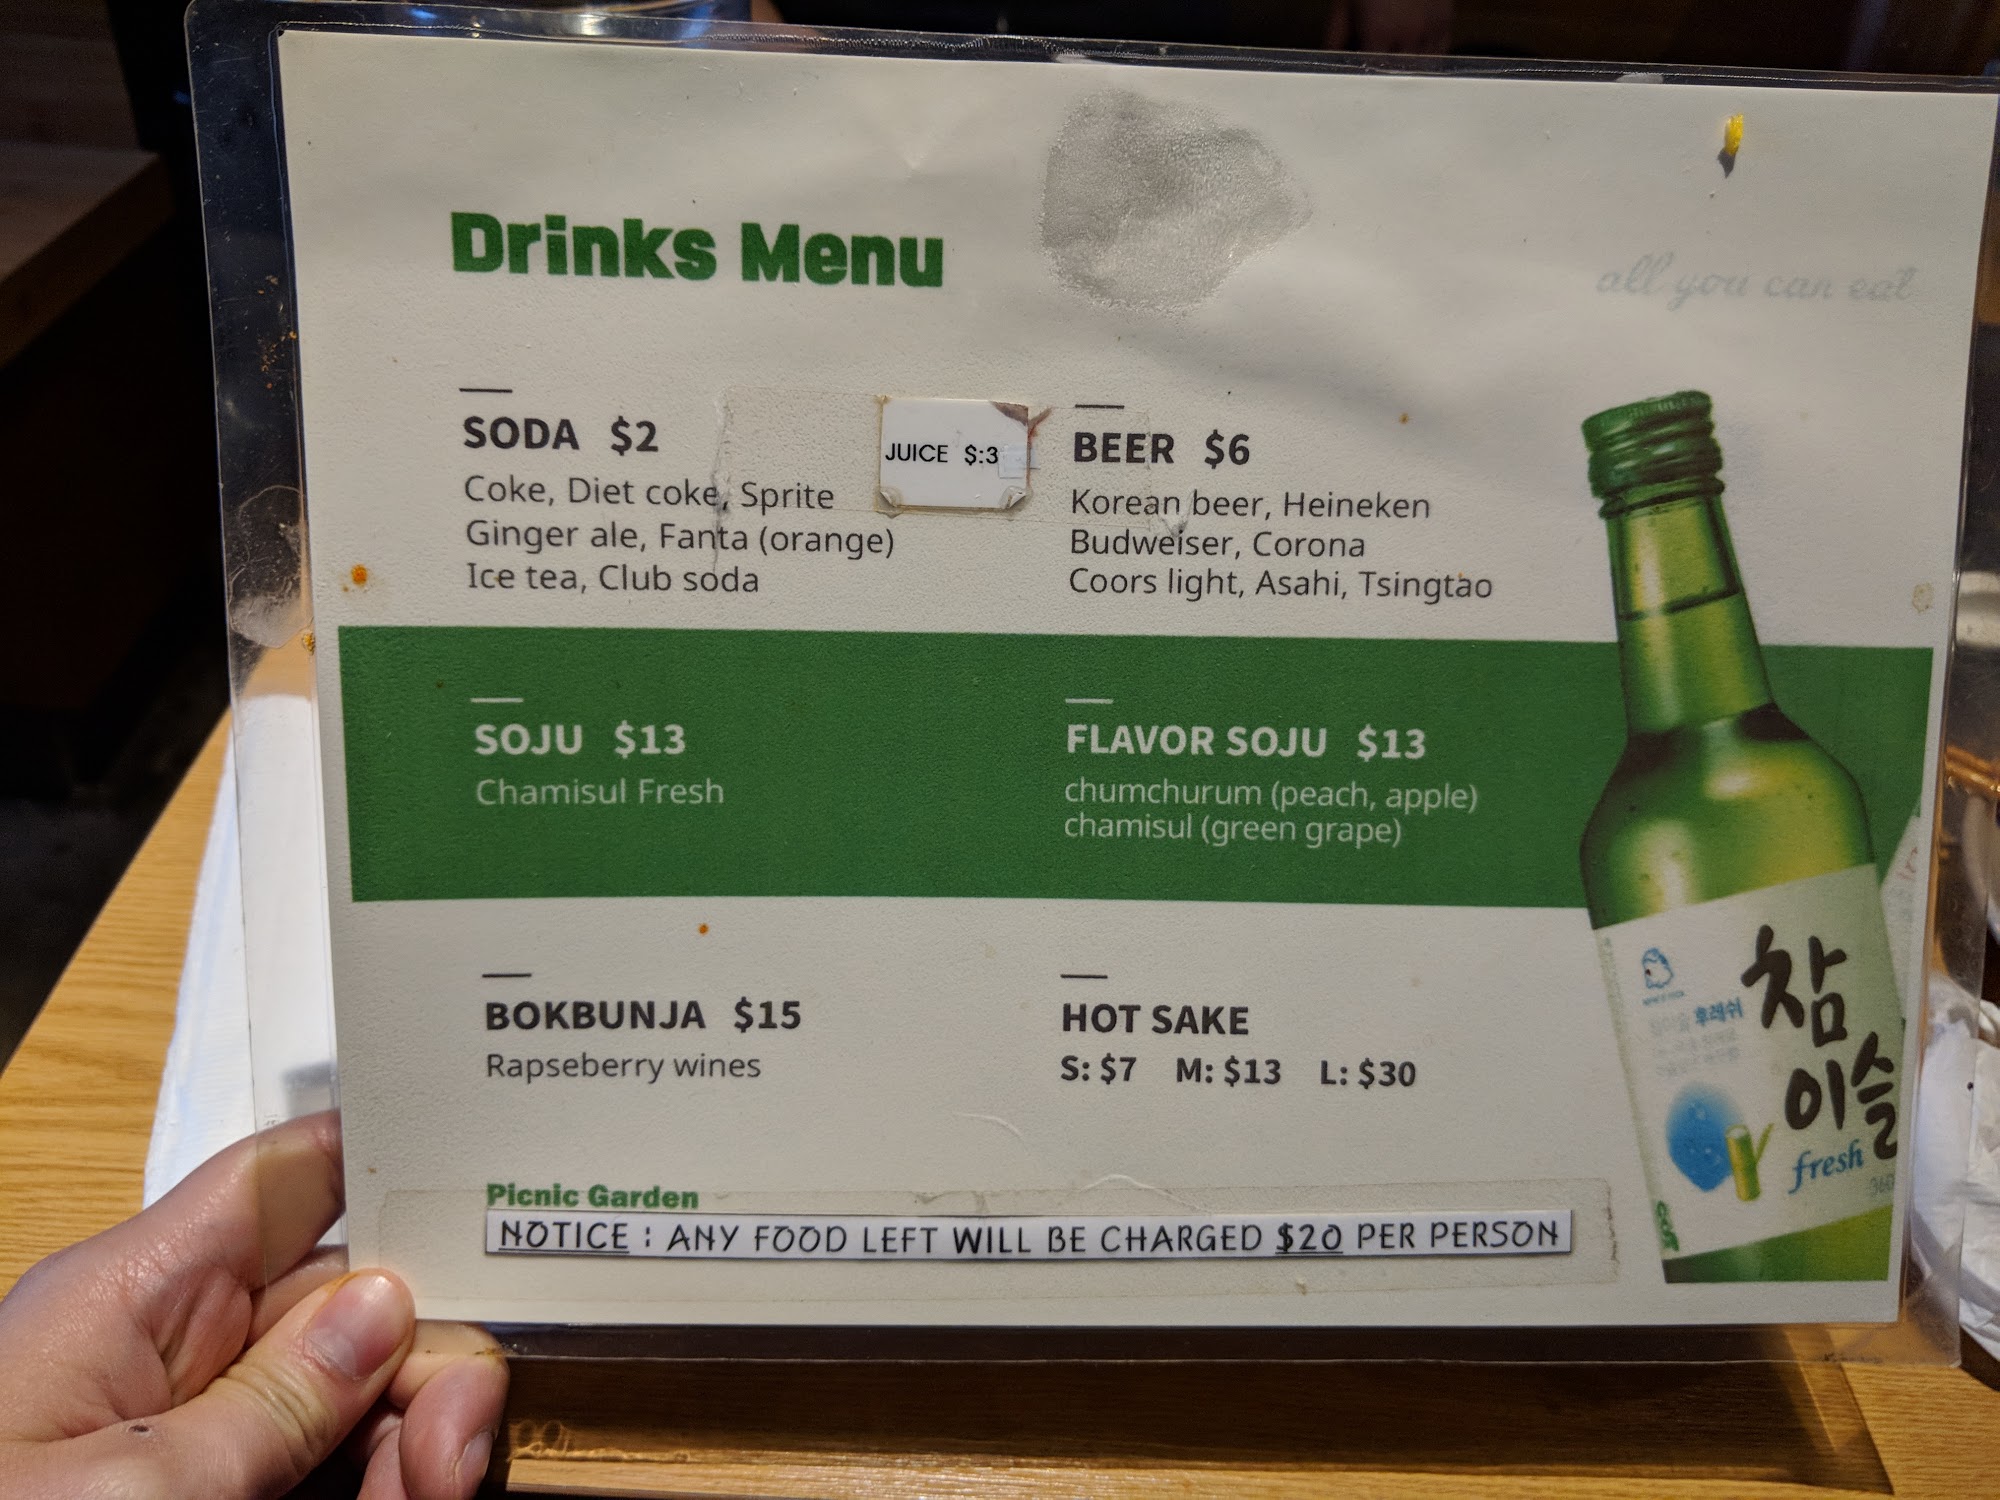 Drinks Menu
all you can eat
SODA $2
Coke, Diet coke, Sprite
Ginger ale, Fanta (orange)
Ice tea, Club soda
JUICE $:3
BEER $6
Korean beer, Heineken
Budweiser, Corona
Coors light, Asahi, Tsingtao
SOJU $13
Chamisul Fresh
FLAVOR SOJU $13
chumchurum (peach, apple)
chamisul (green grape)
BOKBUNJA $15
Rapseberry wines
HOT SAKE
S: $7 M: $13 L: $30
후레쉬
참
이슬
fresh
Picnic Garden
NOTICE : ANY FOOD LEFT WILL BE CHARGED $20 PER PERSON